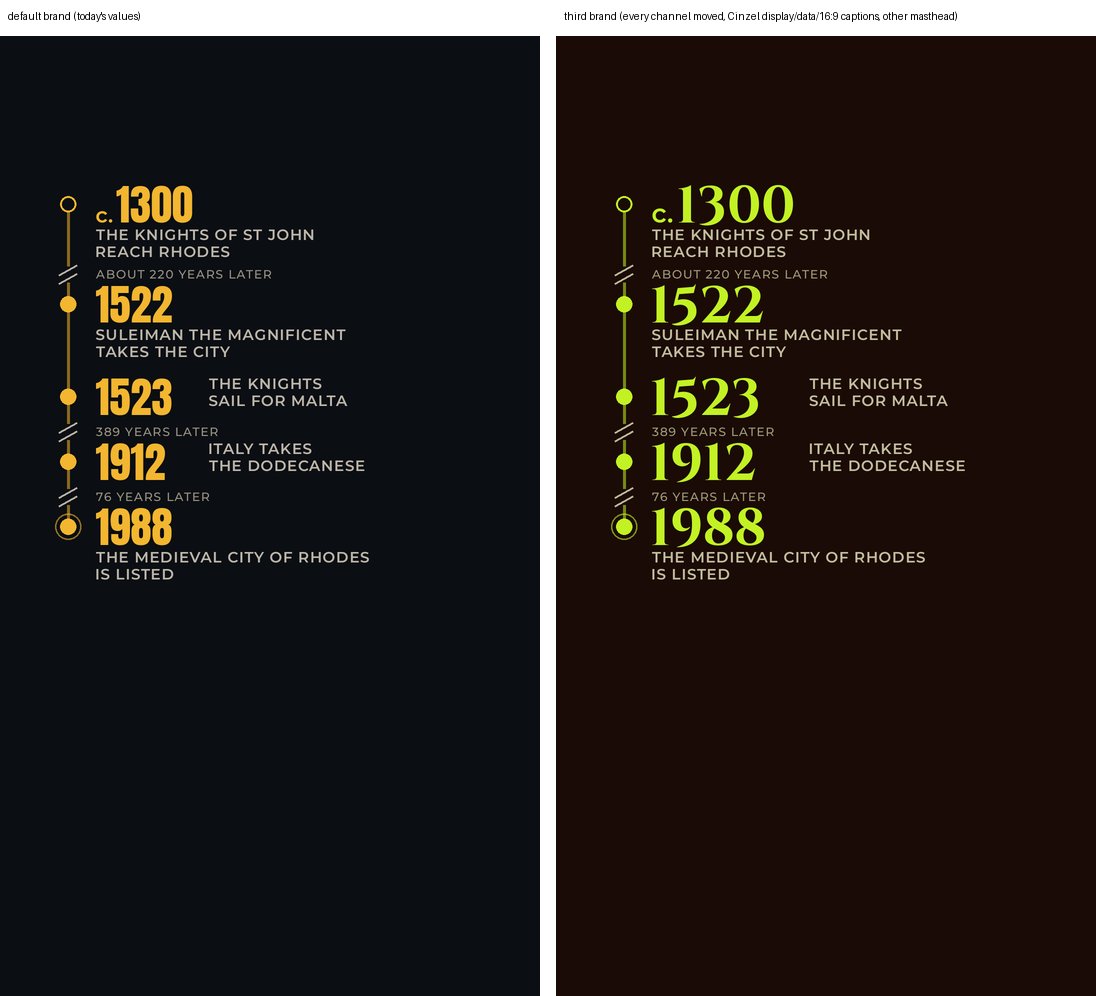 default brand (today's values)
c. 1300
THE KNIGHTS OF ST JOHN
REACH RHODES
ABOUT 220 YEARS LATER
1522
SULEIMAN THE MAGNIFICENT
TAKES THE CITY
1523
THE KNIGHTS
SAIL FOR MALTA
389 YEARS LATER
1912
ITALY TAKES
THE DODECANESE
76 YEARS LATER
1988
THE MEDIEVAL CITY OF RHODES
IS LISTED
third brand (every channel moved, Cinzel display/data/16:9 captions, other masthead)
c. 1300
THE KNIGHTS OF ST JOHN
REACH RHODES
ABOUT 220 YEARS LATER
1522
SULEIMAN THE MAGNIFICENT
TAKES THE CITY
1523
THE KNIGHTS
SAIL FOR MALTA
389 YEARS LATER
1912
ITALY TAKES
THE DODECANESE
76 YEARS LATER
1988
THE MEDIEVAL CITY OF RHODES
IS LISTED